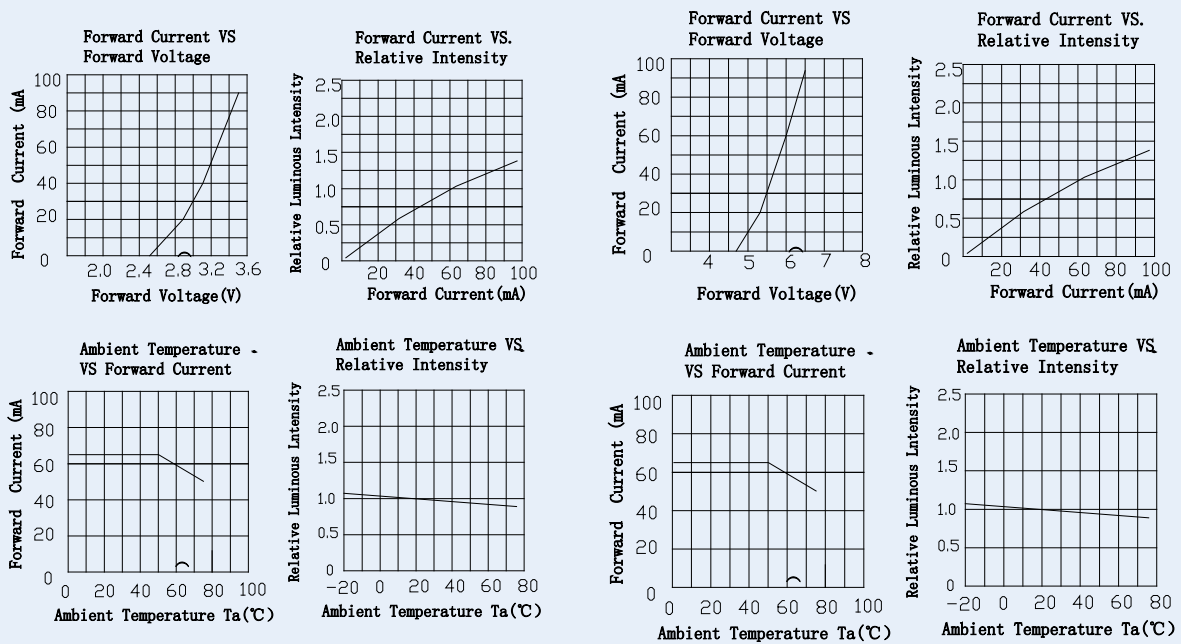 Forward Current VS
Forward Voltage
Forward Current (mA
100
80
60
40
20
0
2.0 2.4 2.8 3.2 3.6
Forward Voltage(V)
Forward Current VS.
Relative Intensity
Relative Luminous Lntensity
2.5
2.0
1.5
1.0
0.5
0
20 40 60 80 100
Forward Current(mA)
Forward Current VS
Forward Voltage
Forward Current (mA
100
80
60
40
20
0
4 5 6 7 8
Forward Voltage(V)
Forward Current VS.
Relative Intensity
Relative Luminous Lntensity
2.5
2.0
1.5
1.0
0.5
0
20 40 60 80 100
Forward Current(mA)
Ambient Temperature
VS Forward Current
Forward Current (mA
100
80
60
40
20
0
0 20 40 60 80 100
Ambient Temperature Ta(℃)
Ambient Temperature VS
Relative Intensity
Relative Luminous Lntensity
2.5
2.0
1.5
1.0
0.5
0
-20 0 20 40 60 80
Ambient Temperature Ta(℃)
Ambient Temperature
VS Forward Current
Forward Current (mA
100
80
60
40
20
0
0 20 40 60 80 100
Ambient Temperature Ta(℃)
Ambient Temperature VS
Relative Intensity
Relative Luminous Lntensity
2.5
2.0
1.5
1.0
0.5
0
-20 0 20 40 60 80
Ambient Temperature Ta(℃)